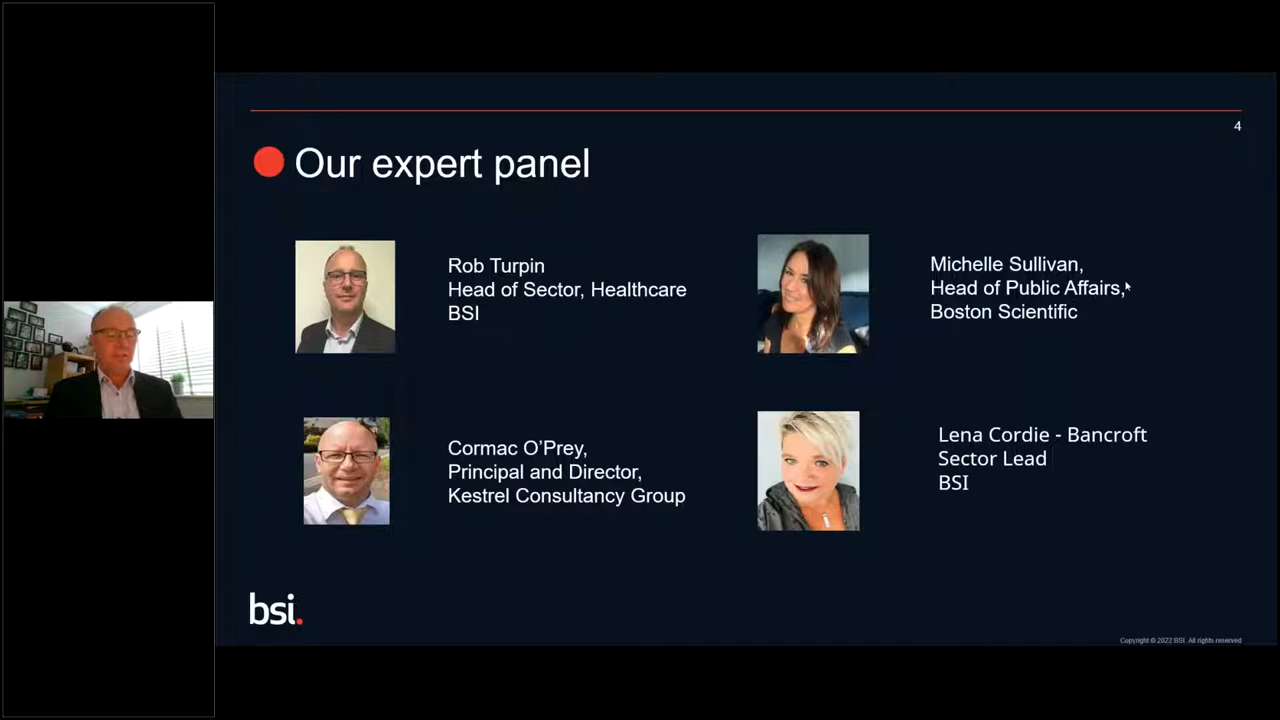 4
Our expert panel
Rob Turpin
Head of Sector, Healthcare
BSI
Michelle Sullivan,
Head of Public Affairs,
Boston Scientific
Cormac O'Prey,
Principal and Director,
Kestrel Consultancy Group
Lena Cordie - Bancroft
Sector Lead
BSI
bsi.
Copyright © 2022 BSI. All rights reserved